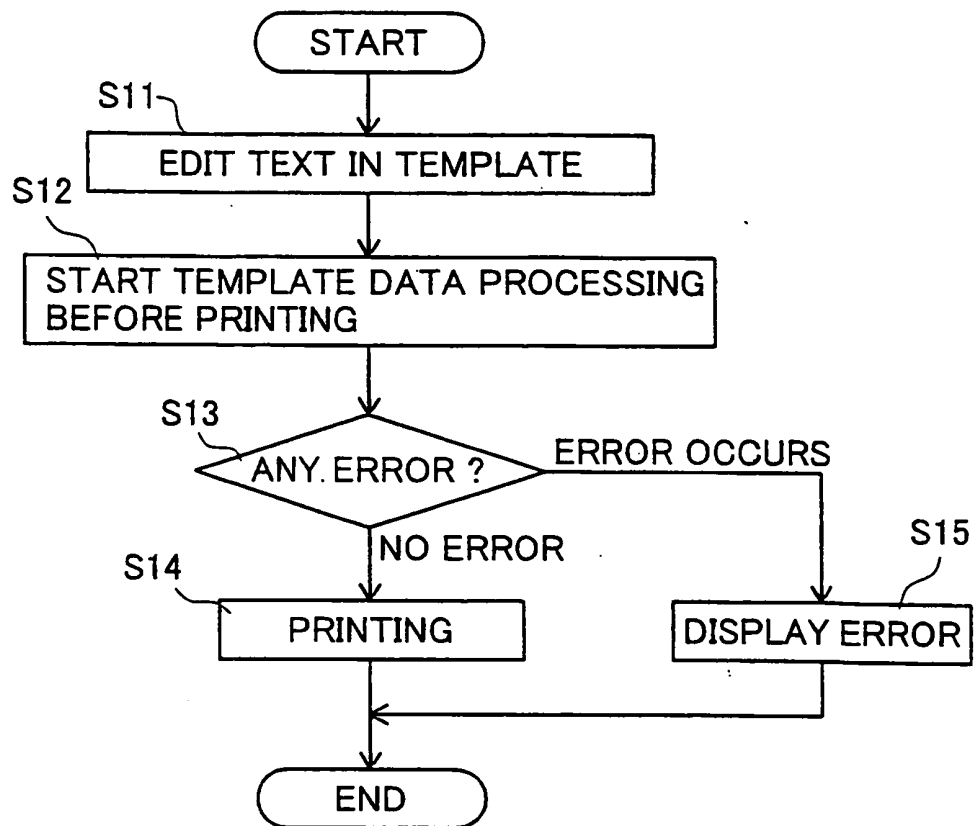 START
S11
EDIT TEXT IN TEMPLATE
S12
START TEMPLATE DATA PROCESSING
BEFORE PRINTING
S13
ANY. ERROR ?
ERROR OCCURS
NO ERROR
S14
PRINTING
S15
DISPLAY ERROR
END